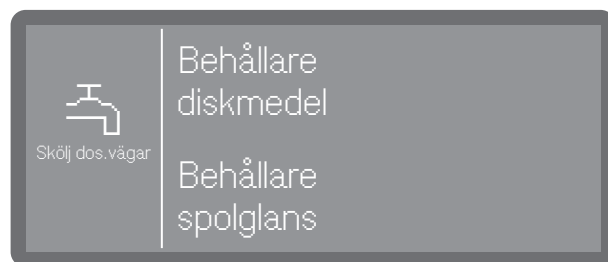 Skölj dos.vägar
Behållare
diskmedel
Behållare
spolglans